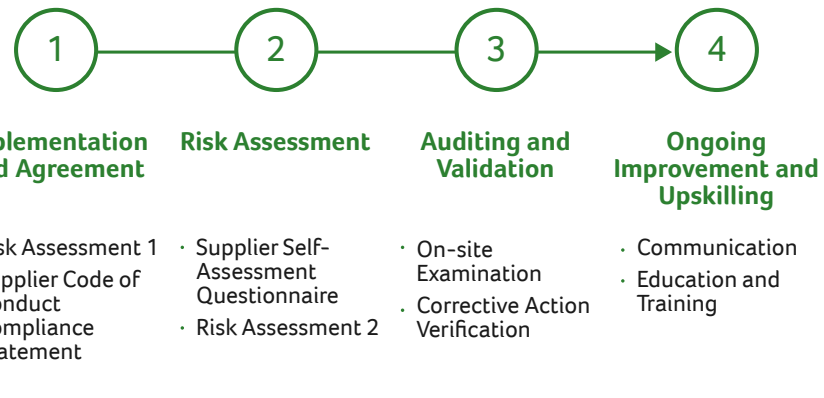 1
2
3
4
plementation
d Agreement
Risk Assessment
Auditing and
Validation
Ongoing
Improvement and
Upskilling
sk Assessment 1
pplier Code of
onduct
ompliance
atement
· Supplier Self-
Assessment
Questionnaire
· Risk Assessment 2
· On-site
Examination
· Corrective Action
Verification
· Communication
· Education and
Training